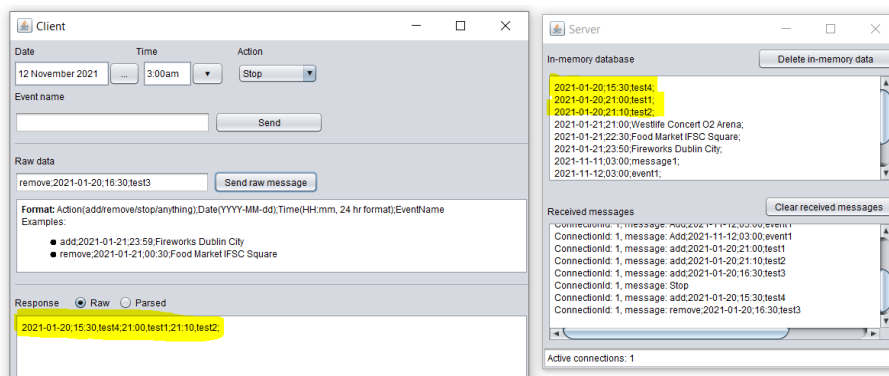 Client
Date Time Action
12 November 2021 ... 3:00am Stop
Event name
Send
Raw data
remove;2021-01-20;16:30;test3 Send raw message
Format: Action(add/remove/stop/anything);Date(YYYY-MM-dd);Time(HH:mm, 24 hr format);EventName
Examples:
add;2021-01-21;23:59;Fireworks Dublin City
remove;2021-01-21;00:30;Food Market IFSC Square
Response Raw Parsed
2021-01-20;15:30,test4;21:00,test1;21:10,test2;
Server
In-memory database Delete in-memory data
2021-01-20;15:30;test4;
2021-01-20;21:00;test1;
2021-01-20;21:10;test2;
2021-01-21;21:00;Westlife Concert O2 Arena;
2021-01-21;22:30;Food Market IFSC Square;
2021-01-21;23:50;Fireworks Dublin City;
2021-11-11;03:00;message1;
2021-11-12;03:00;event1;
Received messages Clear received messages
ConnectionId: 1, message: Add;2021-11-12;03:00;event1
ConnectionId: 1, message: add;2021-01-20;21:00;test1
ConnectionId: 1, message: add;2021-01-20;21:10;test2
ConnectionId: 1, message: add;2021-01-20;16:30;test3
ConnectionId: 1, message: Stop
ConnectionId: 1, message: add;2021-01-20;15:30;test4
ConnectionId: 1, message: remove;2021-01-20;16:30;test3
Active connections: 1